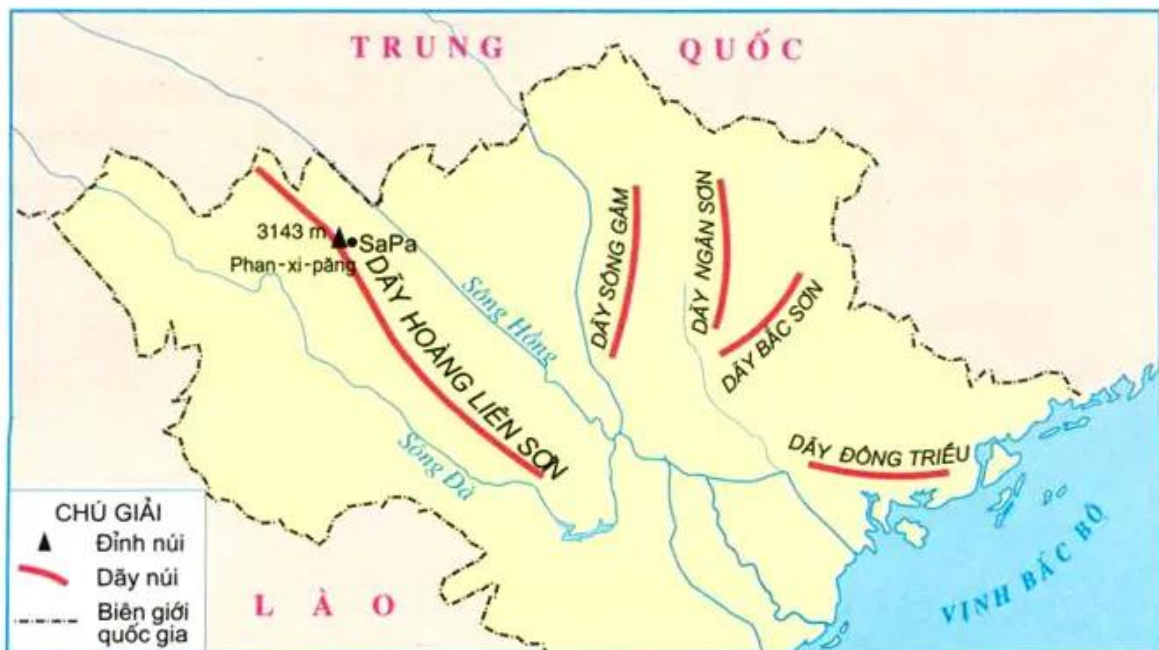 TRUNG QUỐC
3143 m
SaPa
Phan-xi-păng
DÃY HOÀNG LIÊN SƠN
Sông Hồng
Sông Đà
DÃY SÔNG GÂM
DÃY NGÂN SƠN
DÃY BẮC SƠN
DÃY ĐÔNG TRIỀU
VỊNH BẮC BỘ
LÀO
CHÚ GIẢI
Đỉnh núi
Dãy núi
Biên giới
quốc gia